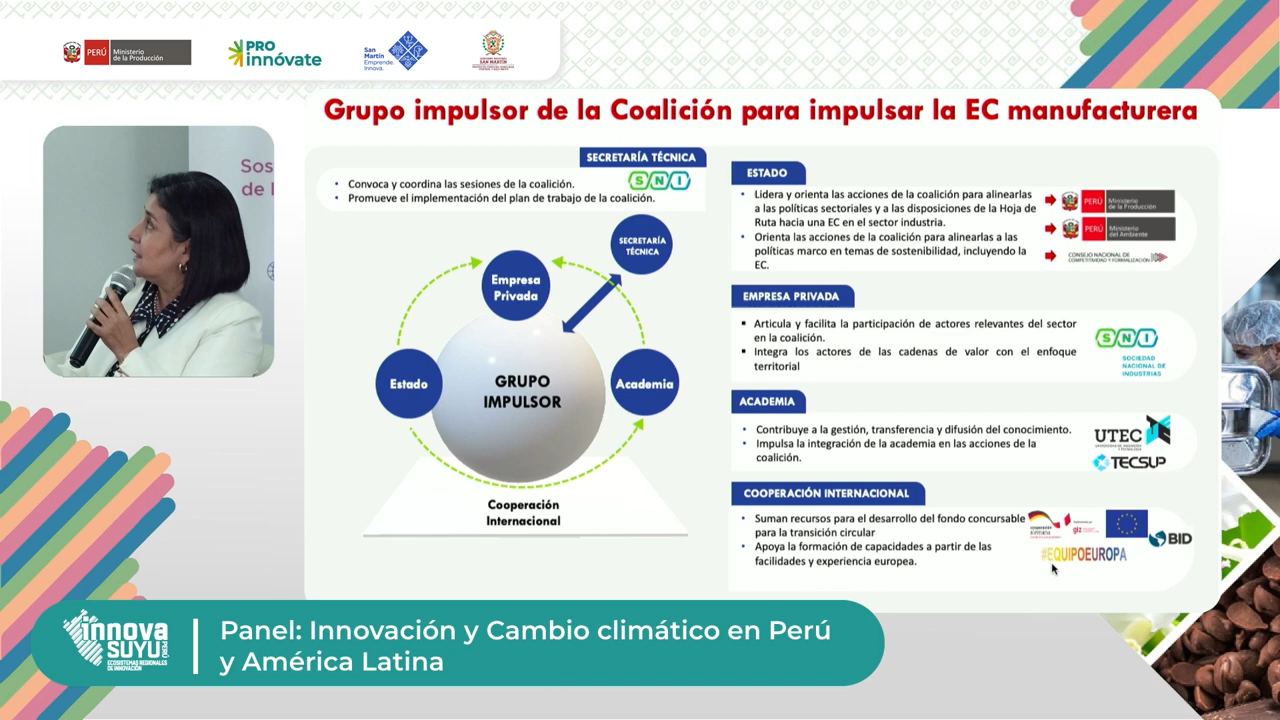 PERÚ
Ministerio
de la Producción
PRO
innóvate
San
Martín
Emprende.
Innova.
SAN MARTÍN
Grupo impulsor de la Coalición para impulsar la EC manufacturera
Sos
de l
SECRETARÍA TÉCNICA
• Convoca y coordina las sesiones de la coalición.
• Promueve el implementación del plan de trabajo de la coalición.
SNI
SECRETARÍA
TÉCNICA
Empresa
Privada
Estado
GRUPO
IMPULSOR
Academia
Cooperación
Internacional
ESTADO
• Lidera y orienta las acciones de la coalición para alinearlas
a las políticas sectoriales y a las disposiciones de la Hoja de
Ruta hacia una EC en el sector industria.
• Orienta las acciones de la coalición para alinearlas a las
políticas marco en temas de sostenibilidad, incluyendo la
EC.
PERÚ
Ministerio
de la Producción
PERÚ
Ministerio
del Ambiente
CONSEJO NACIONAL DE
COMPETITIVIDAD Y FORMALIZACIÓN
EMPRESA PRIVADA
▪ Articula y facilita la participación de actores relevantes del sector
en la coalición.
▪ Integra los actores de las cadenas de valor con el enfoque
territorial
SNI
SOCIEDAD
NACIONAL DE
INDUSTRIAS
ACADEMIA
• Contribuye a la gestión, transferencia y difusión del conocimiento.
• Impulsa la integración de la academia en las acciones de la
coalición.
UTEC
TECSUP
COOPERACIÓN INTERNACIONAL
• Suman recursos para el desarrollo del fondo concursable
para la transición circular
• Apoya la formación de capacidades a partir de las
facilidades y experiencia europea.
giz
BID
#EQUIPOEUROPA
innova
SUYU
PERÚ
ECOSISTEMAS REGIONALES
DE INNOVACIÓN
Panel: Innovación y Cambio climático en Perú
y América Latina